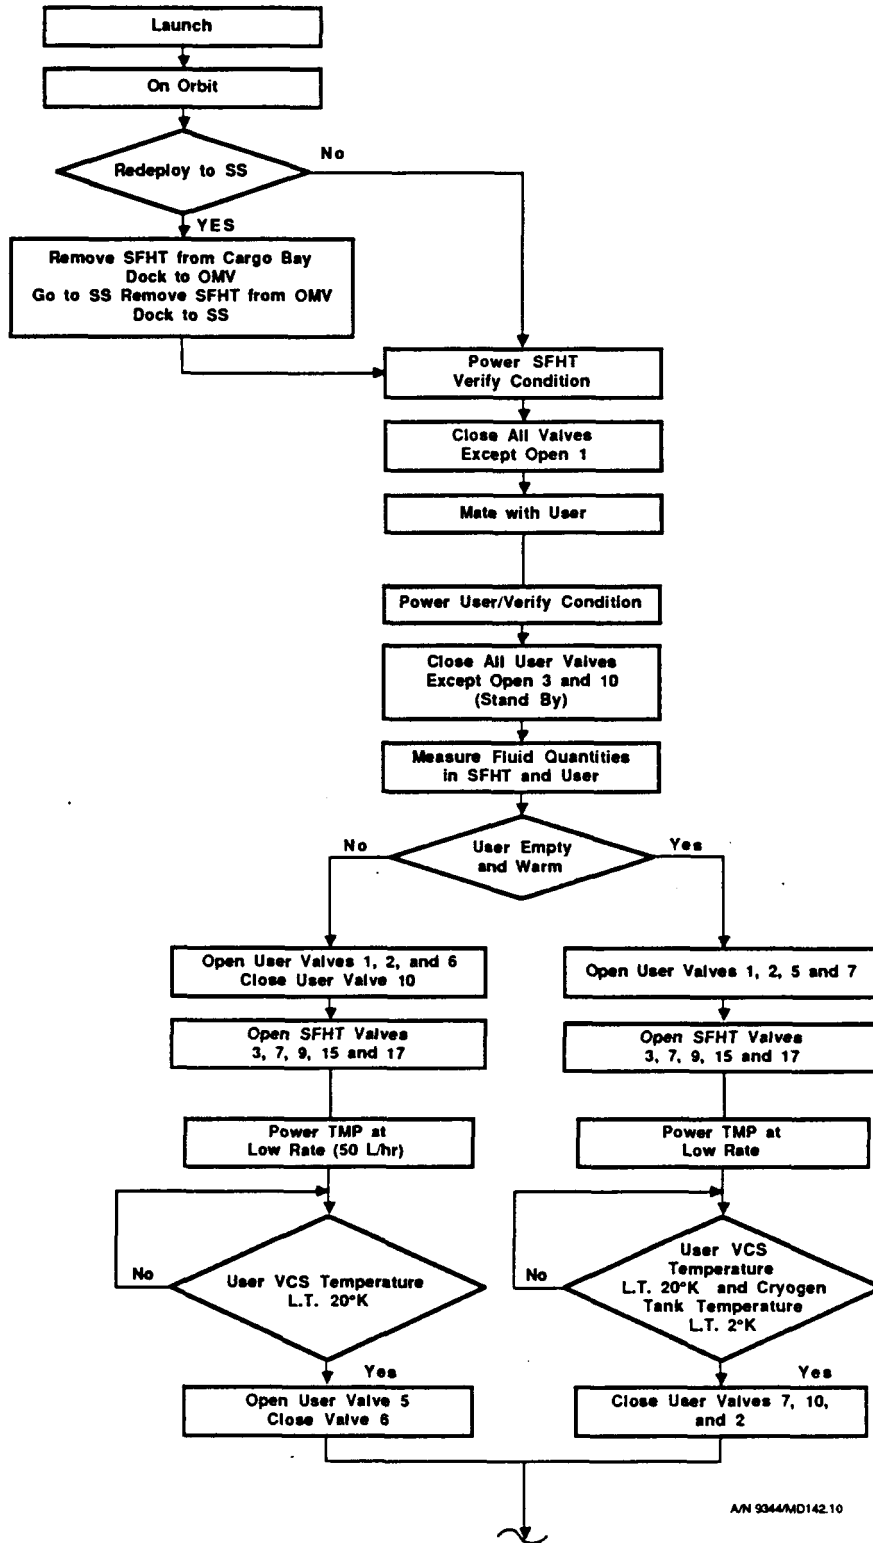 Launch
On Orbit
Redeploy to SS
No
YES
Remove SFHT from Cargo Bay
Dock to OMV
Go to SS Remove SFHT from OMV
Dock to SS
Power SFHT
Verify Condition
Close All Valves
Except Open 1
Mate with User
Power User/Verify Condition
Close All User Valves
Except Open 3 and 10
(Stand By)
Measure Fluid Quantities
in SFHT and User
User Empty
and Warm
No
Yes
Open User Valves 1, 2, and 6
Close User Valve 10
Open SFHT Valves
3, 7, 9, 15 and 17
Power TMP at
Low Rate (50 L/hr)
User VCS Temperature
L.T. 20°K
No
Yes
Open User Valve 5
Close Valve 6
Open User Valves 1, 2, 5 and 7
Open SFHT Valves
3, 7, 9, 15 and 17
Power TMP at
Low Rate
User VCS
Temperature
L.T. 20°K and Cryogen
Tank Temperature
L.T. 2°K
No
Yes
Close User Valves 7, 10,
and 2
A/N 9344/MD142.10